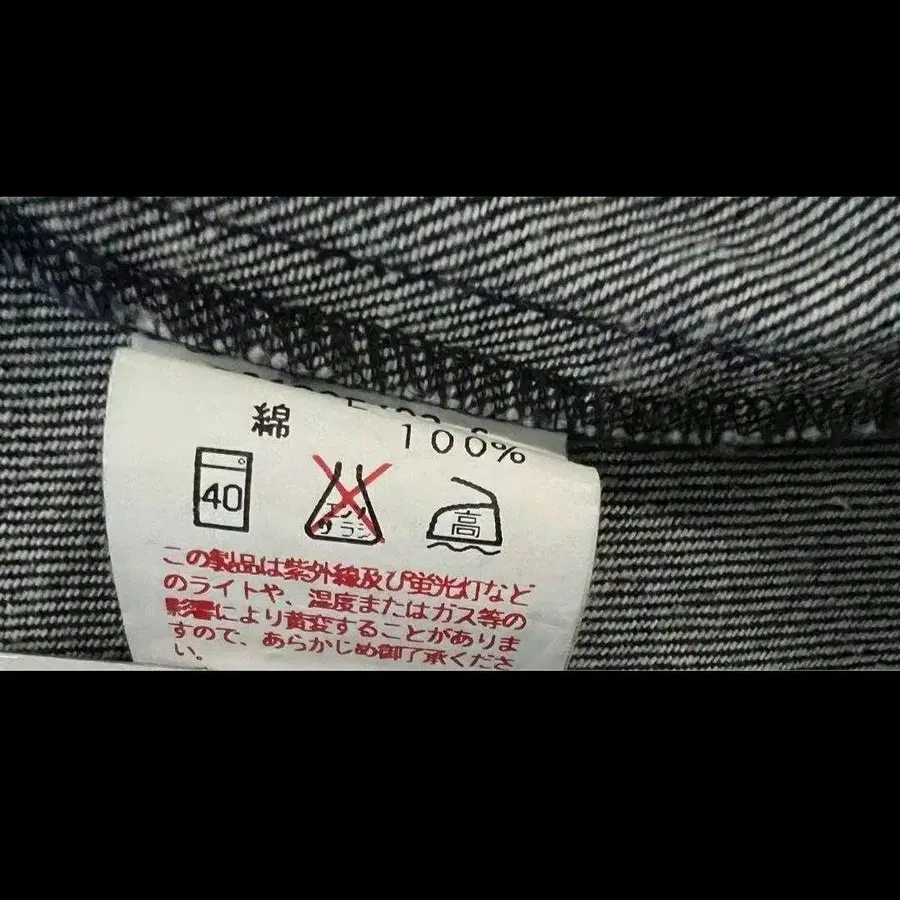 綿 100%
40
エンソ
サラシ
高
この製品は紫外線及び蛍光灯など
のライトや、温度またはガス等の
影響により黄変することがありま
すので、あらかじめ御了承くださ
い。